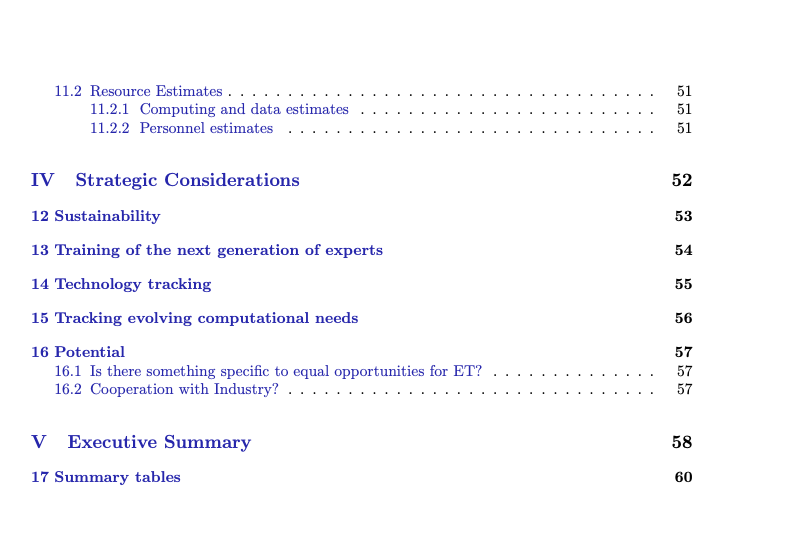 11.2 Resource Estimates . . . . . . . . . . . . . . . . . . . . . . . . . . . . . . . . . . . . 51
11.2.1 Computing and data estimates . . . . . . . . . . . . . . . . . . . . . . . . . 51
11.2.2 Personnel estimates . . . . . . . . . . . . . . . . . . . . . . . . . . . . . . . 51
IV Strategic Considerations 52
12 Sustainability 53
13 Training of the next generation of experts 54
14 Technology tracking 55
15 Tracking evolving computational needs 56
16 Potential 57
16.1 Is there something specific to equal opportunities for ET? . . . . . . . . . . . . . . 57
16.2 Cooperation with Industry? . . . . . . . . . . . . . . . . . . . . . . . . . . . . . . . 57
V Executive Summary 58
17 Summary tables 60